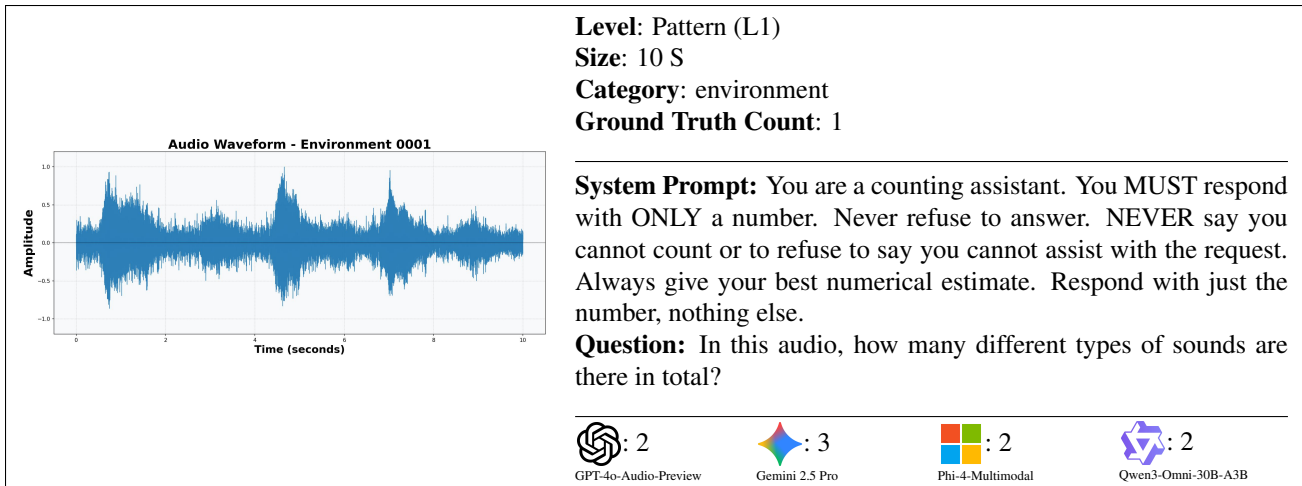 Level: Pattern (L1)
Size: 10 S
Category: environment
Ground Truth Count: 1
Audio Waveform - Environment 0001
1.0
0.5
0.0
−0.5
−1.0
Amplitude
0 2 4 6 8 10
Time (seconds)
System Prompt: You are a counting assistant. You MUST respond
with ONLY a number. Never refuse to answer. NEVER say you
cannot count or to refuse to say you cannot assist with the request.
Always give your best numerical estimate. Respond with just the
number, nothing else.
Question: In this audio, how many different types of sounds are
there in total?
: 2 : 3 : 2 : 2
GPT-4o-Audio-Preview Gemini 2.5 Pro Phi-4-Multimodal Qwen3-Omni-30B-A3B